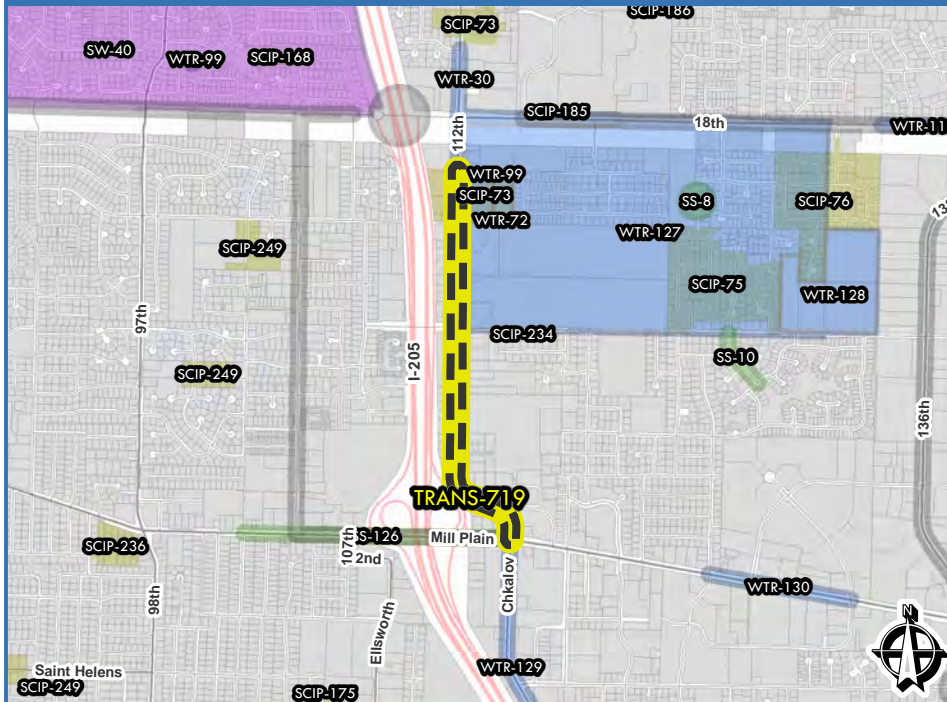 SCIP-73
SCIP-186
SW-40
WTR-99
SCIP-168
WTR-30
SCIP-185
18th
WTR-11
112th
WTR-99
SCIP-73
SS-8
SCIP-76
WTR-72
WTR-127
SCIP-249
SCIP-75
WTR-128
97th
SCIP-234
I-205
SS-10
SCIP-249
136th
TRANS-719
SS-126
Mill Plain
SCIP-236
107th
2nd
Chkalov
WTR-130
98th
Ellsworth
N
Saint Helens
WTR-129
SCIP-249
SCIP-175